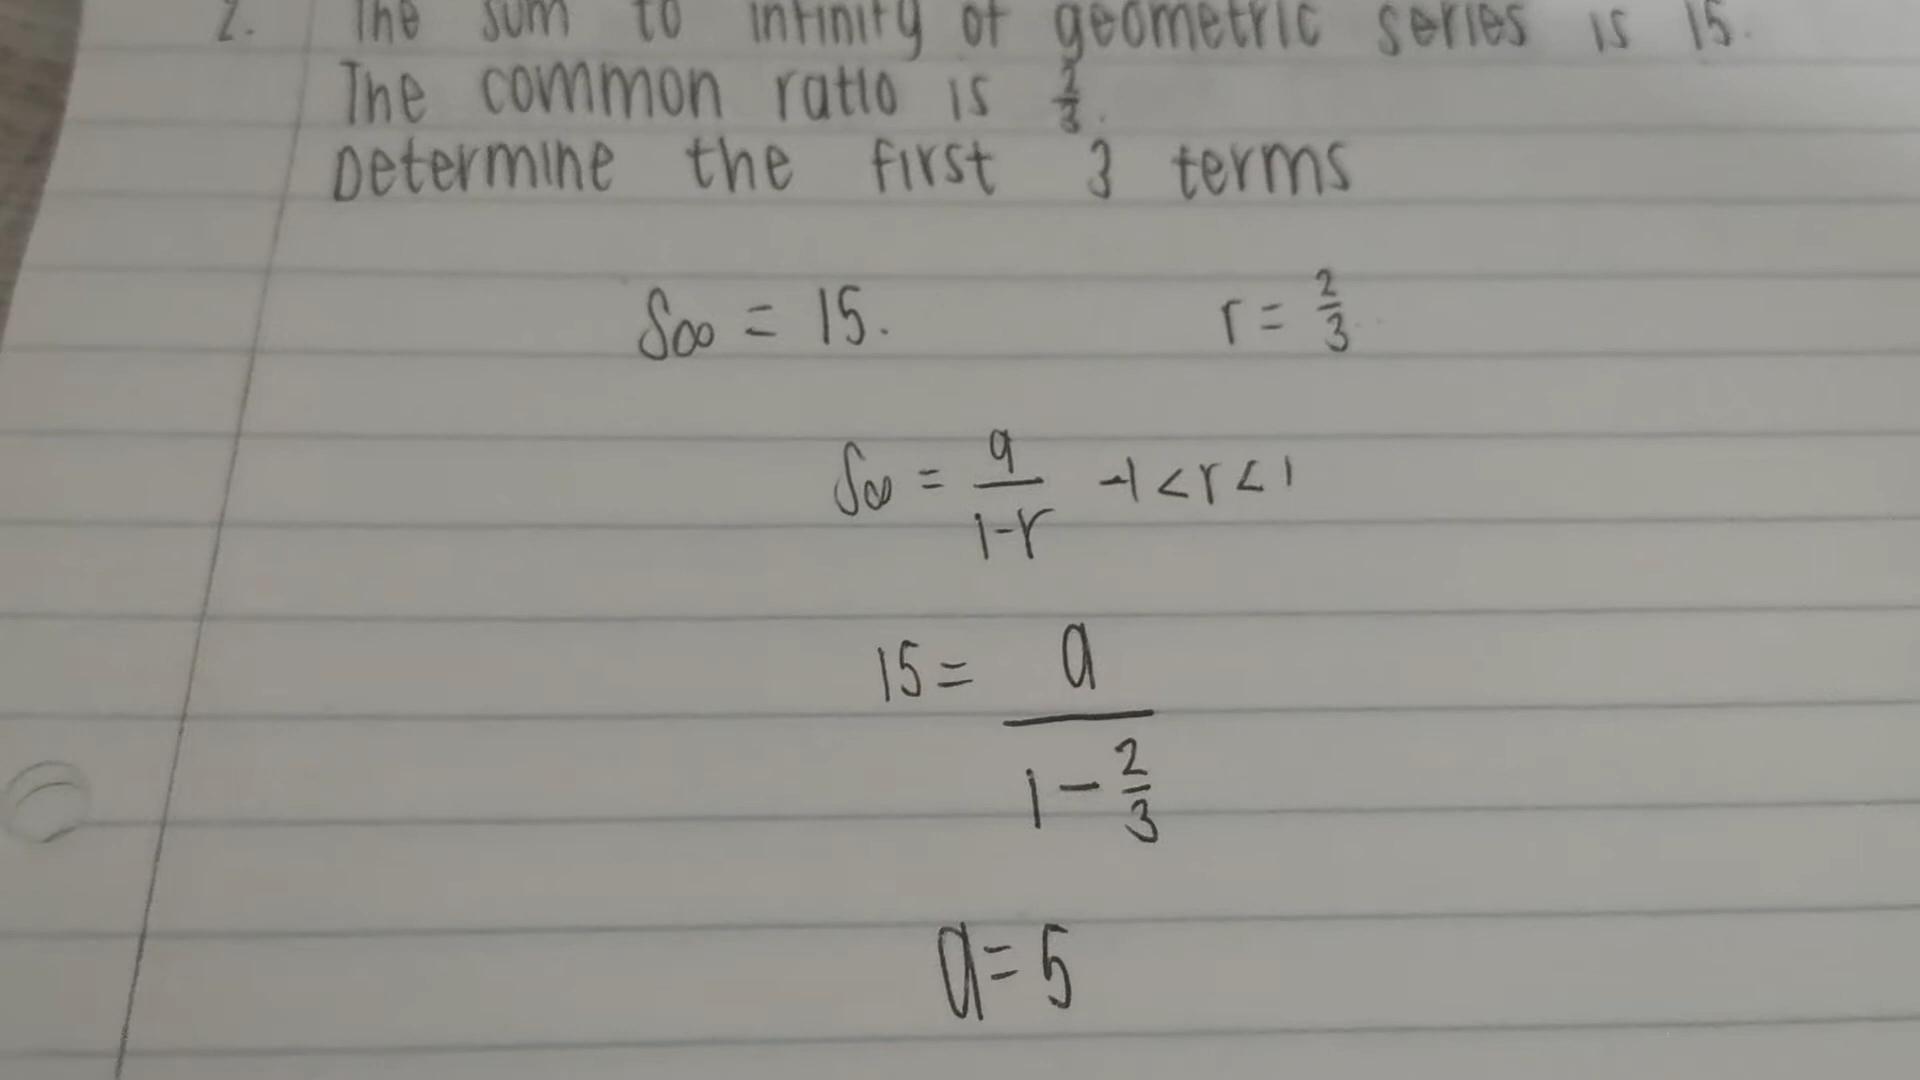 2. The sum to infinity of geometric series is 15.
The common ratio is 2/3.
Determine the first 3 terms
S∞ = 15. r = 2/3
S∞ = a/(1-r) -1 < r < 1
15 = a/(1 - 2/3)
a = 5